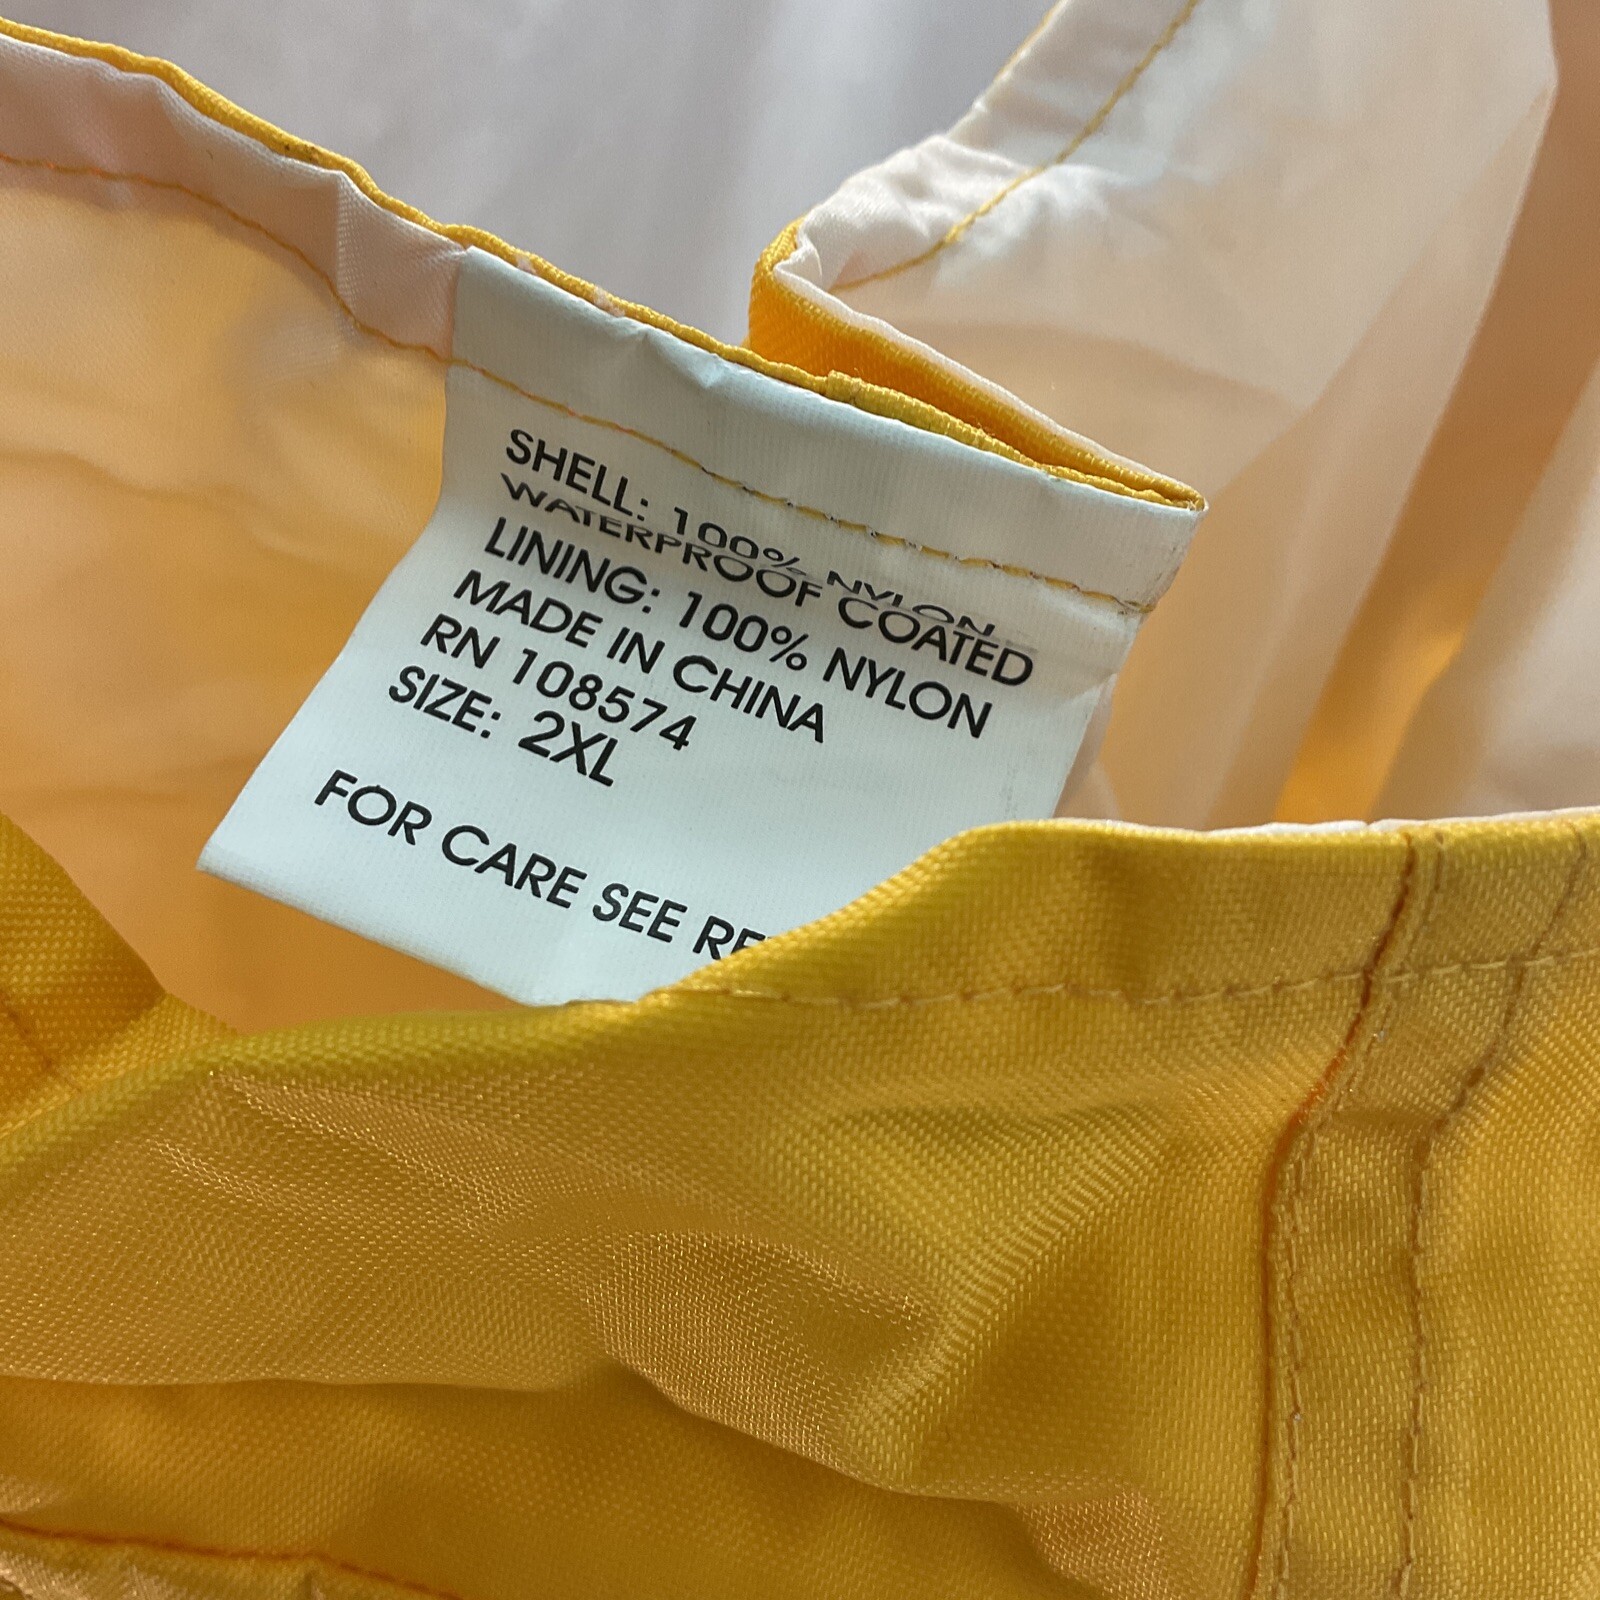 SHELL: 100% NYLON
WATERPROOF COATED
LINING: 100% NYLON
MADE IN CHINA
RN 108574
SIZE: 2XL
FOR CARE SEE